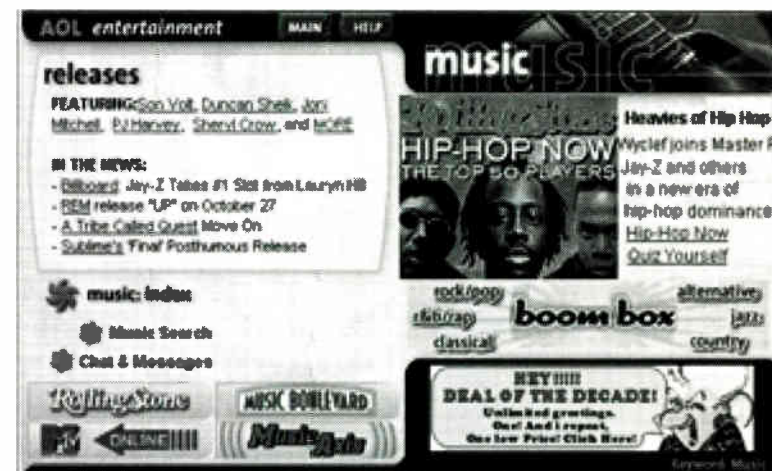 AOL entertainment
MAIN
HELP
releases
FEATURING: Son Volt, Duncan Sheik, Joni
Mitchell, PJ Harvey, Sheryl Crow, and MORE
IN THE NEWS:
- Billboard: Jay-Z Takes #1 Slot from Lauryn Hill
- REM release "UP" on October 27
- A Tribe Called Quest Move On
- Sublime's 'Final' Posthumous Release
music: index
Music Search
Chat & Messages
RollingStone
MUSIC BOULEVARD
MTV ONLINE
Music Axis
music
Rolling Stone
HIP-HOP NOW
THE TOP 50 PLAYERS
Heavies of Hip Hop
Wyclef joins Master P
Jay-Z and others
in a new era of
hip-hop dominance
Hip-Hop Now
Quiz Yourself
rock/pop
r&b/rap
classical
boom box
alternative
jazz
country
HEY!!!!!
DEAL OF THE DECADE!
Unlimited greetings.
One! And i repeat,
One low Price! Click Here!
Keyword: Music